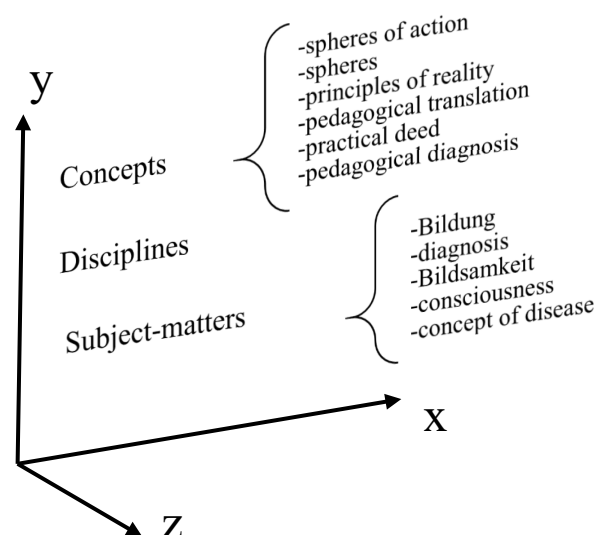 y
Concepts
-spheres of action
-spheres
-principles of reality
-pedagogical translation
-practical deed
-pedagogical diagnosis
Disciplines
Subject-matters
-Bildung
-diagnosis
-Bildsamkeit
-consciousness
-concept of disease
x
z